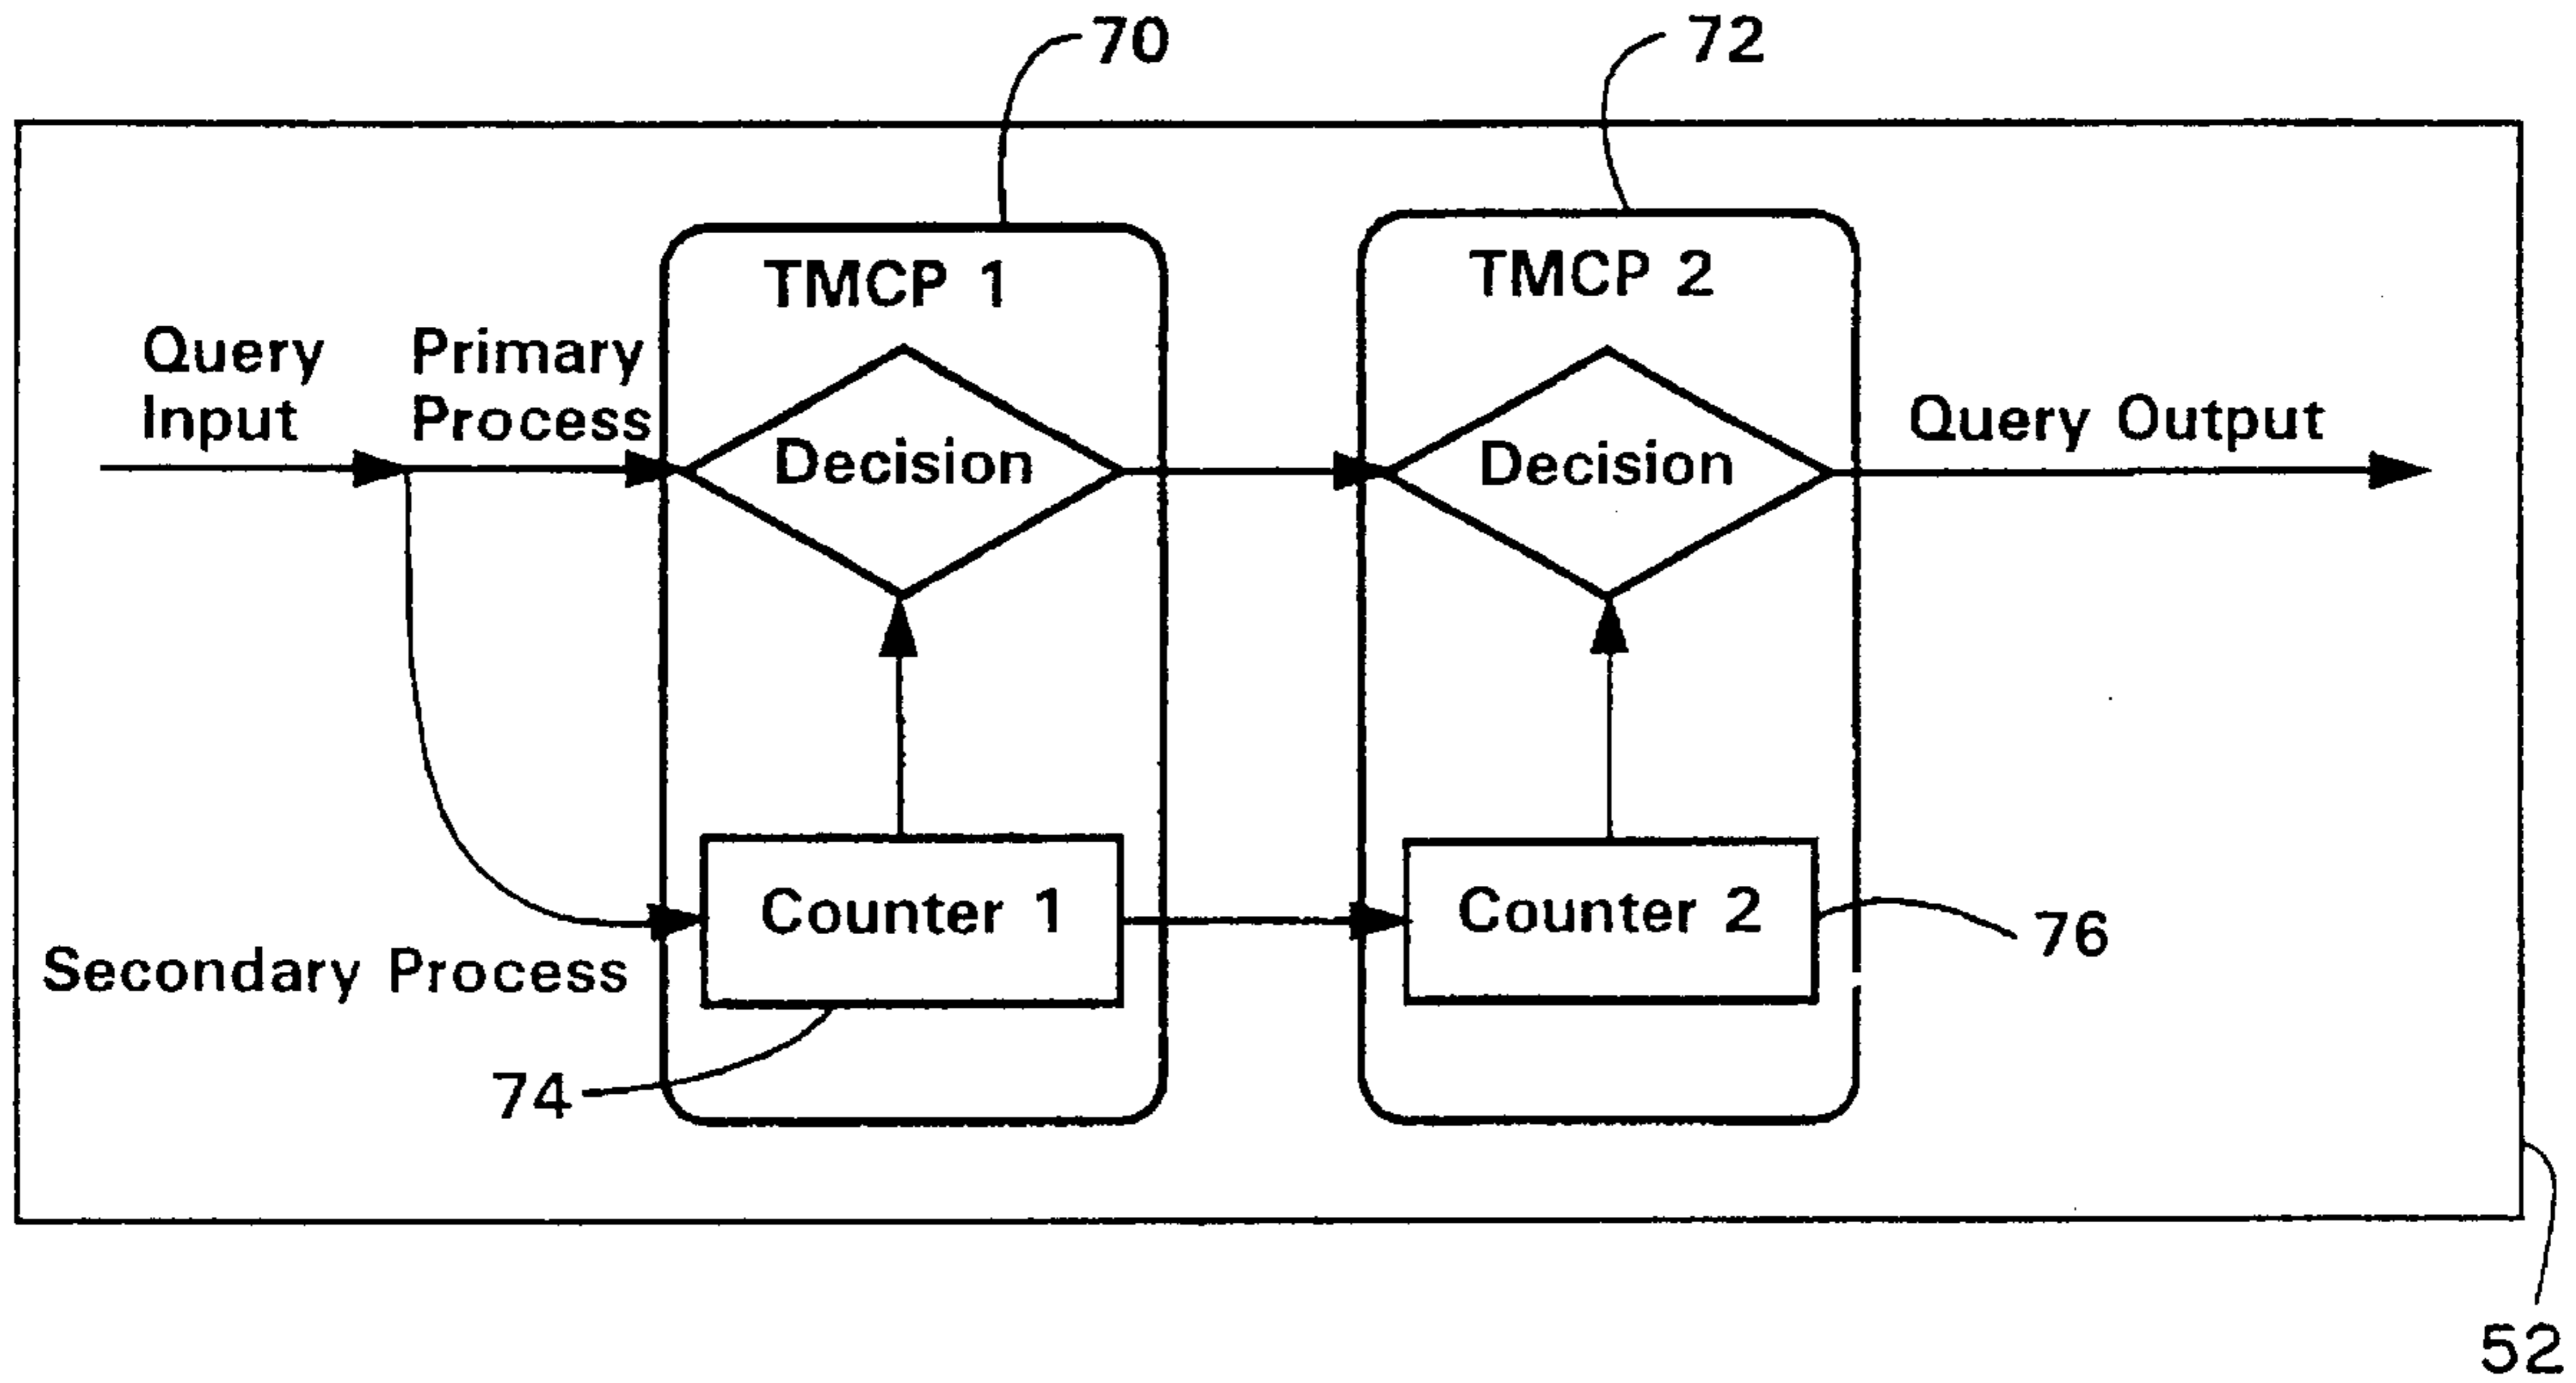 70
72
TMCP 1
TMCP 2
Query
Input
Primary
Process
Decision
Decision
Query Output
Counter 1
Counter 2
76
Secondary Process
74
52